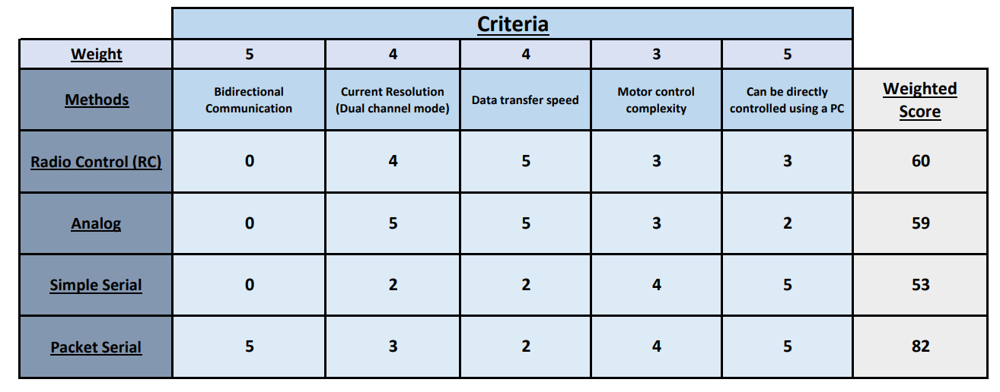 Criteria
Weight 5 4 4 3 5
Methods Bidirectional Communication Current Resolution (Dual channel mode) Data transfer speed Motor control complexity Can be directly controlled using a PC Weighted Score
Radio Control (RC) 0 4 5 3 3 60
Analog 0 5 5 3 2 59
Simple Serial 0 2 2 4 5 53
Packet Serial 5 3 2 4 5 82